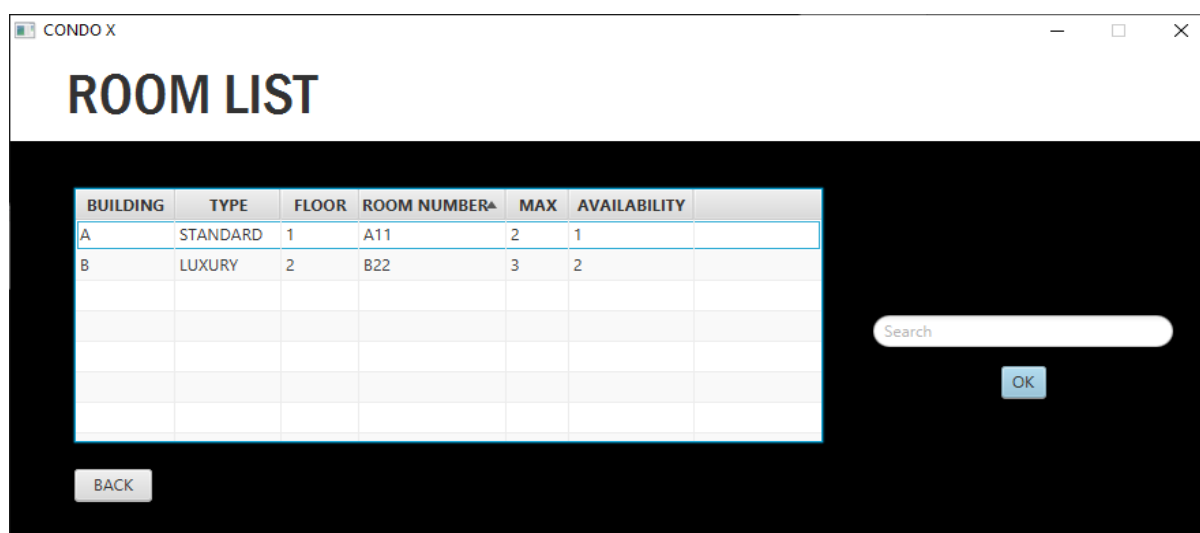 CONDO X
ROOM LIST
BUILDING TYPE FLOOR ROOM NUMBER MAX AVAILABILITY
A STANDARD 1 A11 2 1
B LUXURY 2 B22 3 2
Search
OK
BACK